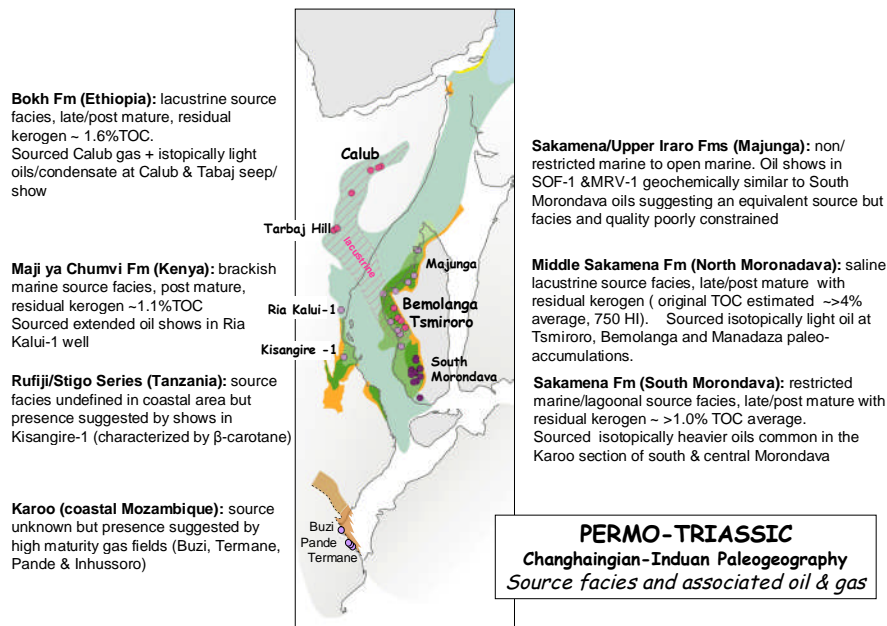 Bokh Fm (Ethiopia): lacustrine source
facies, late/post mature, residual
kerogen ~ 1.6%TOC.
Sourced Calub gas + istopically light
oils/condensate at Calub & Tabaj seep/
show
Maji ya Chumvi Fm (Kenya): brackish
marine source facies, post mature,
residual kerogen ~1.1%TOC
Sourced extended oil shows in Ria
Kalui-1 well
Rufiji/Stigo Series (Tanzania): source
facies undefined in coastal area but
presence suggested by shows in
Kisangire-1 (characterized by β-carotane)
Karoo (coastal Mozambique): source
unknown but presence suggested by
high maturity gas fields (Buzi, Termane,
Pande & Inhussoro)
Calub
Tarbaj Hill
lacustrine
Majunga
Ria Kalui-1
Bemolanga
Tsmiroro
Kisangire -1
South
Morondava
Buzi
Pande
Termane
Sakamena/Upper Iraro Fms (Majunga): non/
restricted marine to open marine. Oil shows in
SOF-1 &MRV-1 geochemically similar to South
Morondava oils suggesting an equivalent source but
facies and quality poorly constrained
Middle Sakamena Fm (North Moronadava): saline
lacustrine source facies, late/post mature with
residual kerogen ( original TOC estimated ~>4%
average, 750 HI). Sourced isotopically light oil at
Tsmiroro, Bemolanga and Manadaza paleo-
accumulations.
Sakamena Fm (South Morondava): restricted
marine/lagoonal source facies, late/post mature with
residual kerogen ~ >1.0% TOC average.
Sourced isotopically heavier oils common in the
Karoo section of south & central Morondava
PERMO-TRIASSIC
Changhaingian-Induan Paleogeography
Source facies and associated oil & gas